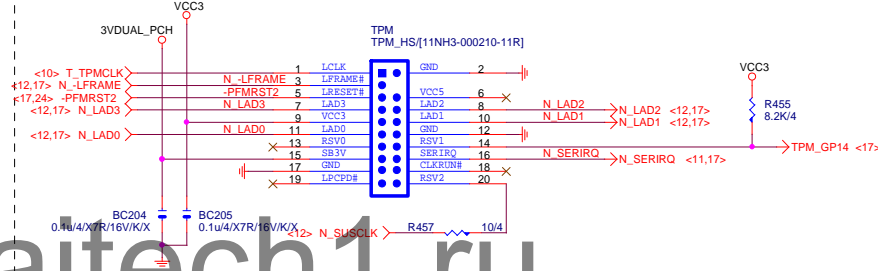 VCC3
3VDUAL_PCH
TPM
TPM_HS/[11NH3-000210-11R]
VCC3
<10> T_TPMCLK 1 LCLK GND 2
<12,17> N_-LFRAME N_-LFRAME 3 LFRAME#
<17,24> -PFMRST2 -PFMRST2 5 LRESET# VCC5 6
<12,17> N_LAD3 N_LAD3 7 LAD3 LAD2 8 N_LAD2 N_LAD2 <12,17>
9 VCC3 LAD1 10 N_LAD1 N_LAD1 <12,17>
<12,17> N_LAD0 N_LAD0 11 LAD0 GND 12
13 RSV0 RSV1 14 TPM_GP14 <17>
15 SB3V SERIRQ 16 N_SERIRQ N_SERIRQ <11,17>
17 GND CLKRUN# 18
19 LPCPD# RSV2 20
R455
8.2K/4
BC204
0.1u/4/X7R/16V/K/X
BC205
0.1u/4/X7R/16V/K/X
<12> N_SUSCLK R457 10/4
aitech1.ru